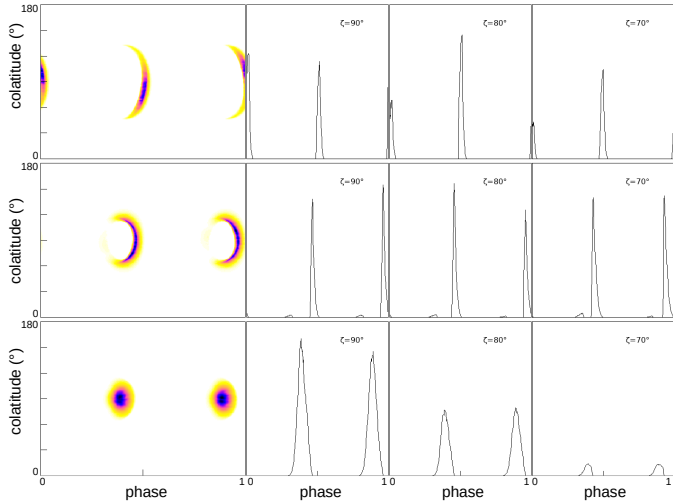 180
colatitude (°)
0
ζ=90°
ζ=80°
ζ=70°
180
colatitude (°)
0
ζ=90°
ζ=80°
ζ=70°
180
colatitude (°)
0
ζ=90°
ζ=80°
ζ=70°
0
phase
1 0
phase
1 0
phase
1 0
phase
1